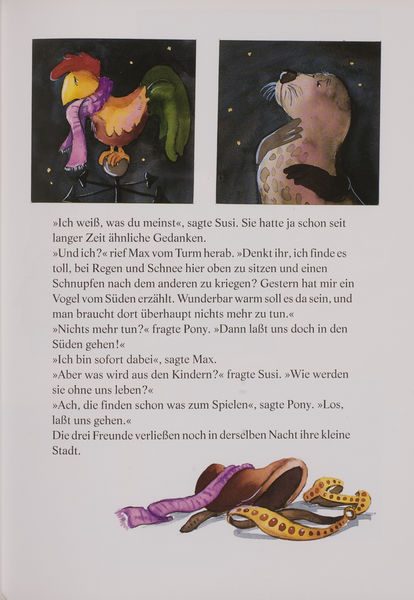 »Ich weiß, was du meinst«, sagte Susi. Sie hatte ja schon seit
langer Zeit ähnliche Gedanken.
»Und ich?« rief Max vom Turm herab. »Denkt ihr, ich finde es
toll, bei Regen und Schnee hier oben zu sitzen und einen
Schnupfen nach dem anderen zu kriegen? Gestern hat mir ein
Vogel vom Süden erzählt. Wunderbar warm soll es da sein, und
man braucht dort überhaupt nichts mehr zu tun.«
»Nichts mehr tun?« fragte Pony. »Dann laßt uns doch in den
Süden gehen!«
»Ich bin sofort dabei«, sagte Max.
»Aber was wird aus den Kindern?« fragte Susi. »Wie werden
sie ohne uns leben?«
»Ach, die finden schon was zum Spielen«, sagte Pony. »Los,
laßt uns gehen.«
Die drei Freunde verließen noch in derselben Nacht ihre kleine
Stadt.